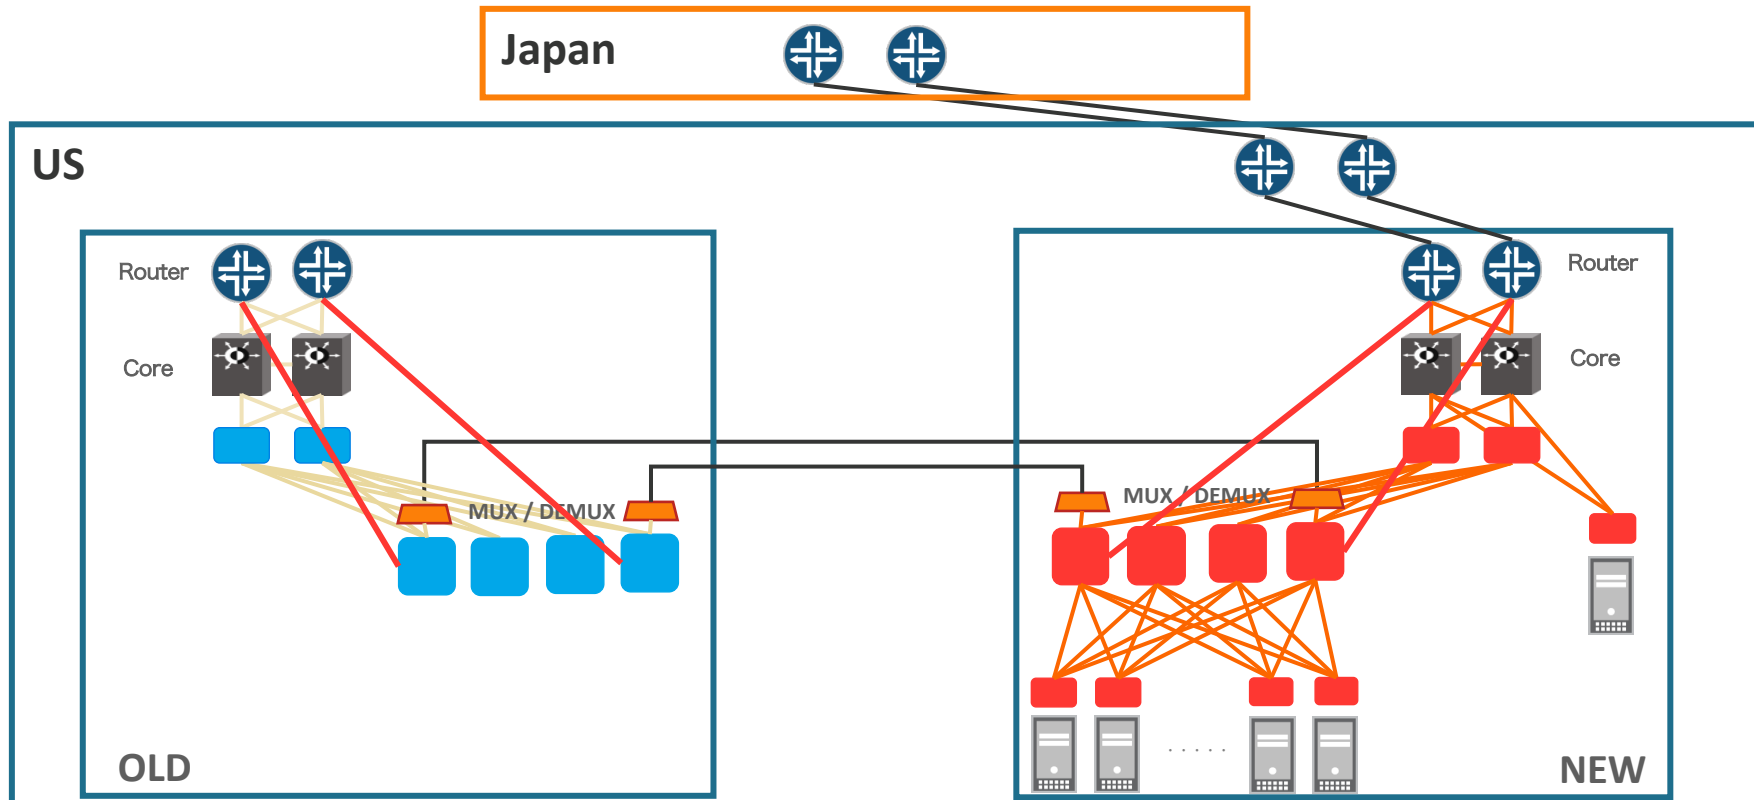 Japan
US
Router
Router
Core
Core
MUX / DEMUX
MUX / DEMUX
. . . . .
OLD
NEW